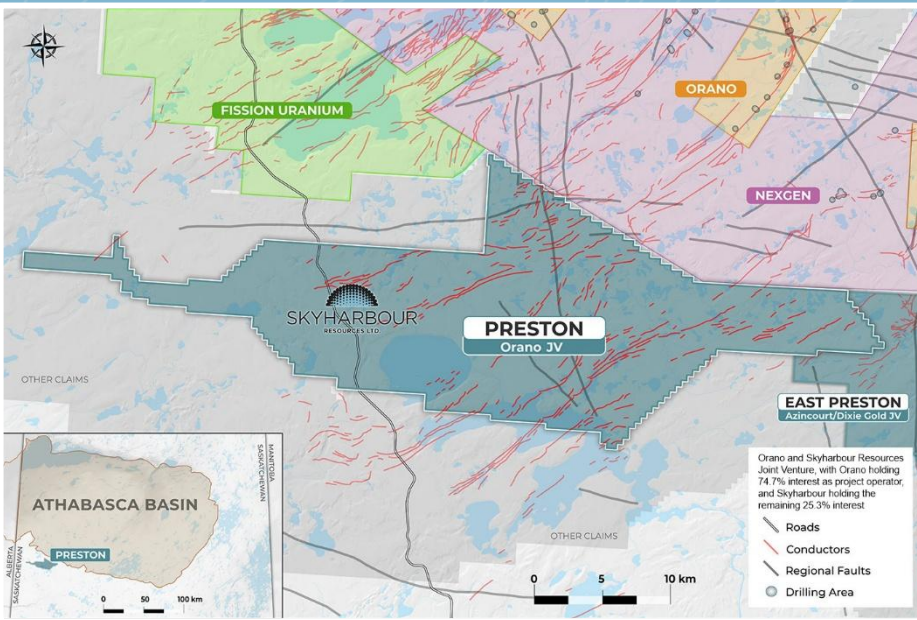 FISSION URANIUM
ORANO
NEXGEN
SKYHARBOUR
RESOURCES LTD.
PRESTON
Orano JV
OTHER CLAIMS
EAST PRESTON
Azincourt/Dixie Gold JV
Orano and Skyharbour Resources
Joint Venture, with Orano holding
74.7% interest as project operator,
and Skyharbour holding the
remaining 25.3% interest
Roads
Conductors
Regional Faults
Drilling Area
OTHER CLAIMS
0 5 10 km
MANITOBA
SASKATCHEWAN
ATHABASCA BASIN
PRESTON
ALBERTA
SASKATCHEWAN
0 50 100 km